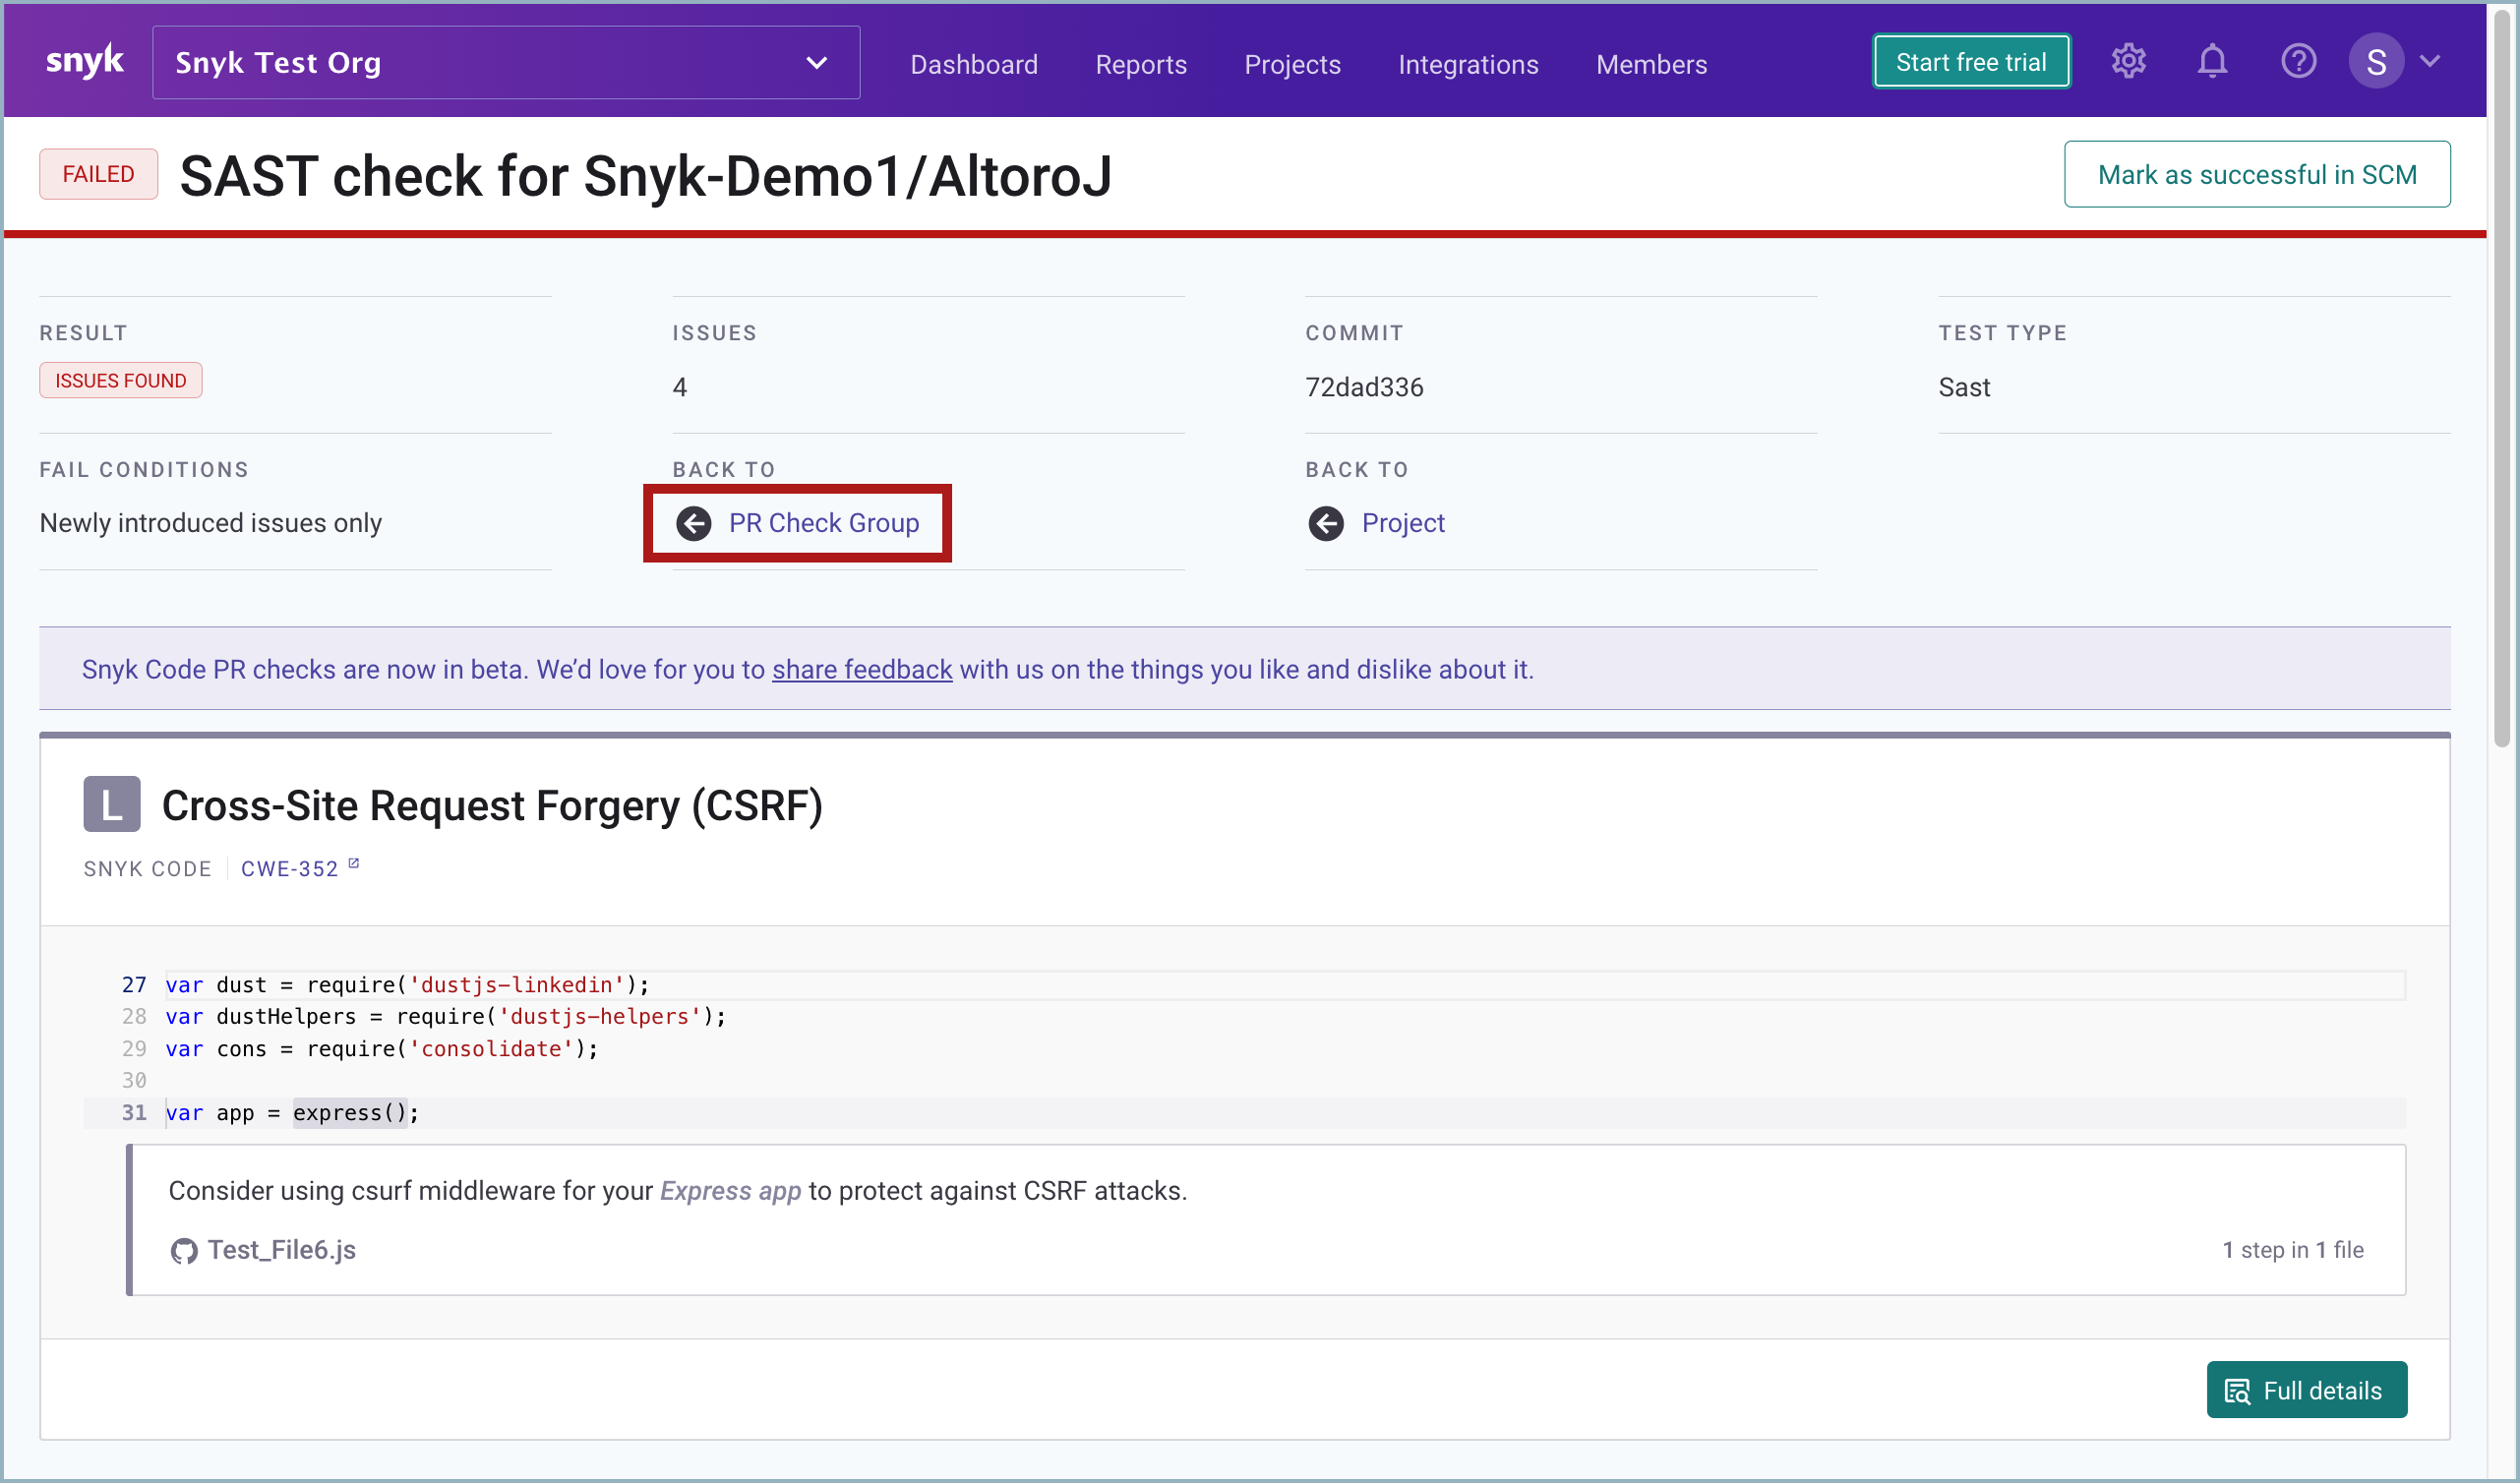 snyk Snyk Test Org Dashboard Reports Projects Integrations Members Start free trial S
FAILED SAST check for Snyk-Demo1/AltoroJ Mark as successful in SCM
RESULT ISSUES COMMIT TEST TYPE
ISSUES FOUND 4 72dad336 Sast
FAIL CONDITIONS BACK TO BACK TO
Newly introduced issues only PR Check Group Project
Snyk Code PR checks are now in beta. We’d love for you to share feedback with us on the things you like and dislike about it.
L Cross-Site Request Forgery (CSRF)
SNYK CODE CWE-352
27 var dust = require('dustjs-linkedin');
28 var dustHelpers = require('dustjs-helpers');
29 var cons = require('consolidate');
30
31 var app = express();
Consider using csurf middleware for your Express app to protect against CSRF attacks.
Test_File6.js 1 step in 1 file
Full details